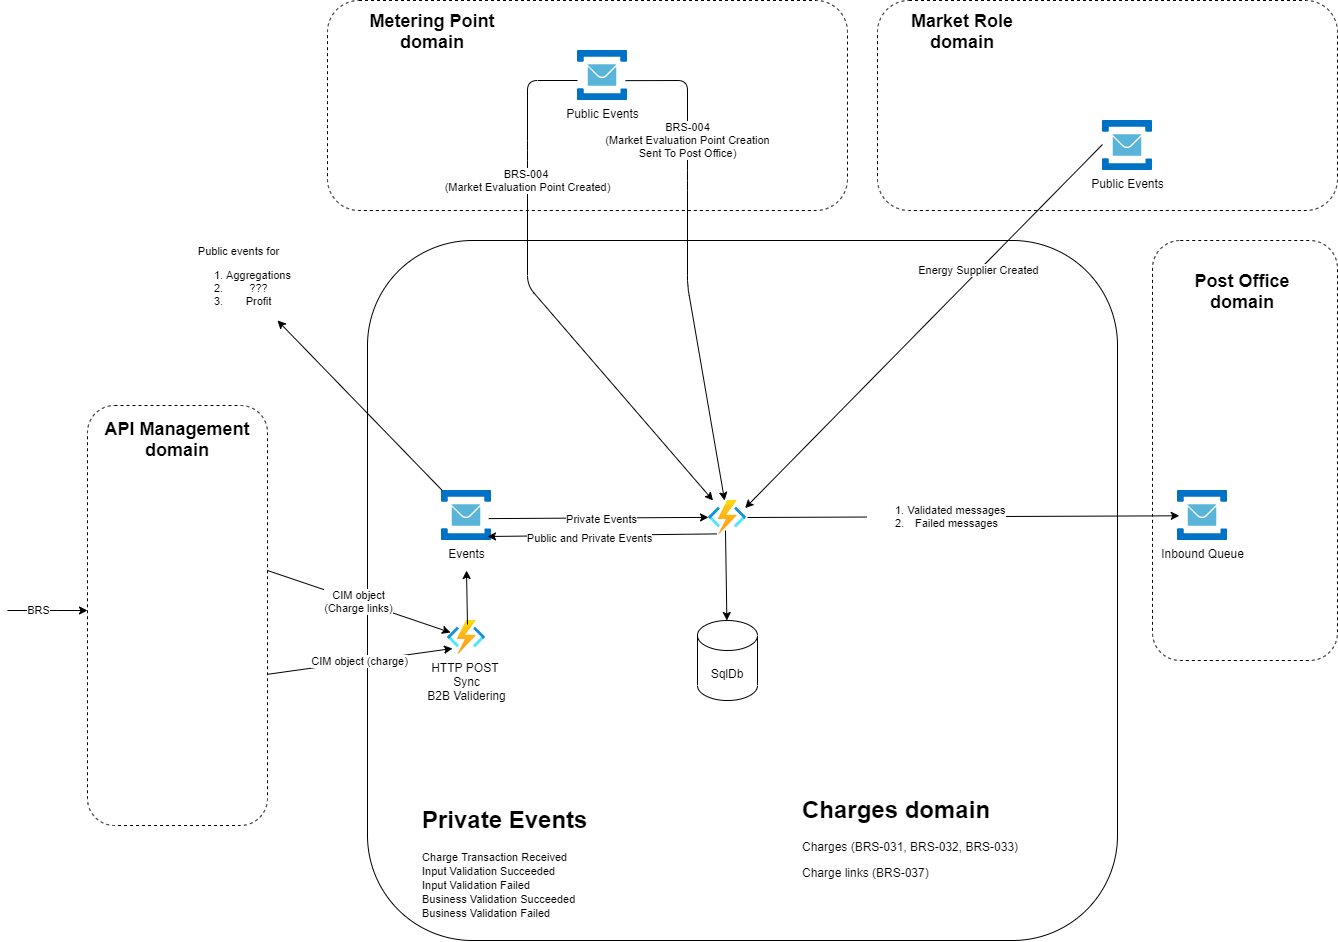 Metering Point
domain
Public Events
BRS-004
(Market Evaluation Point Creation
Sent To Post Office)
BRS-004
(Market Evaluation Point Created)
Market Role
domain
Public Events
Energy Supplier Created
Public events for
1. Aggregations
2. ???
3. Profit
Post Office
domain
API Management
domain
Private Events
Public and Private Events
Events
1. Validated messages
2. Failed messages
Inbound Queue
BRS
CIM object
(Charge links)
CIM object (charge)
HTTP POST
Sync
B2B Validering
SqlDb
Private Events
Charge Transaction Received
Input Validation Succeeded
Input Validation Failed
Business Validation Succeeded
Business Validation Failed
Charges domain
Charges (BRS-031, BRS-032, BRS-033)
Charge links (BRS-037)